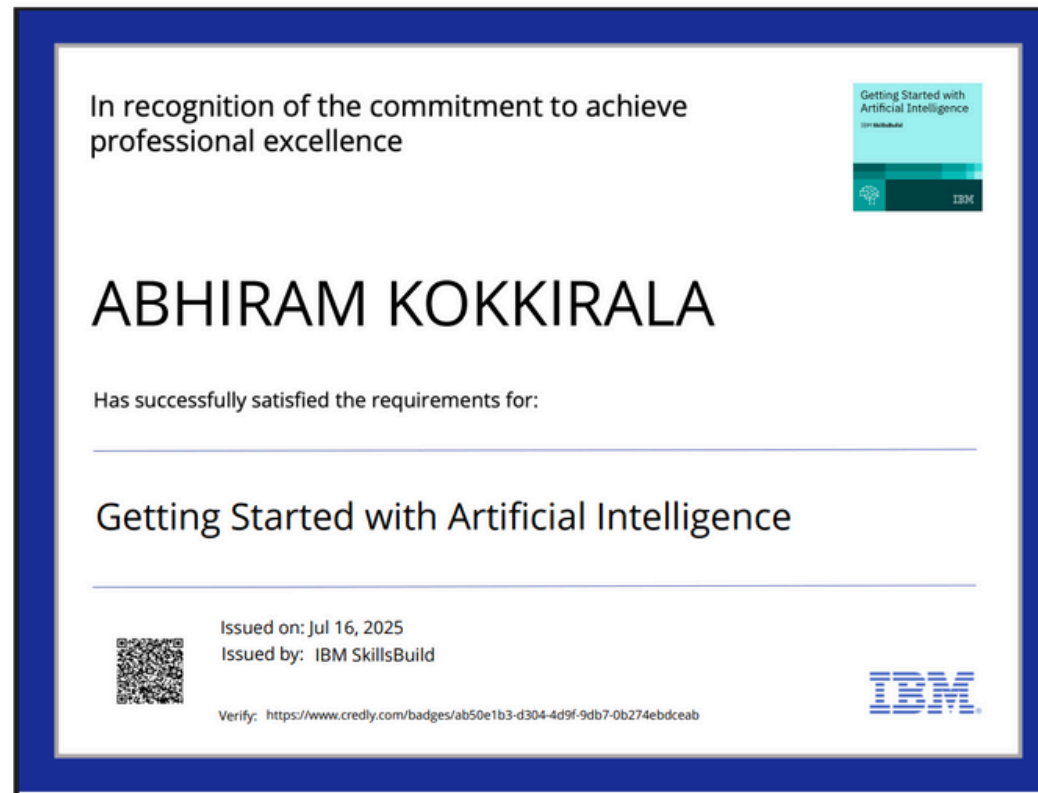 In recognition of the commitment to achieve
professional excellence
Getting Started with
Artificial Intelligence
IBM SkillsBuild
IBM
ABHIRAM KOKKIRALA
Has successfully satisfied the requirements for:
Getting Started with Artificial Intelligence
Issued on: Jul 16, 2025
Issued by: IBM SkillsBuild
Verify: https://www.credly.com/badges/ab50e1b3-d304-4d9f-9db7-0b274ebdceab
IBM.